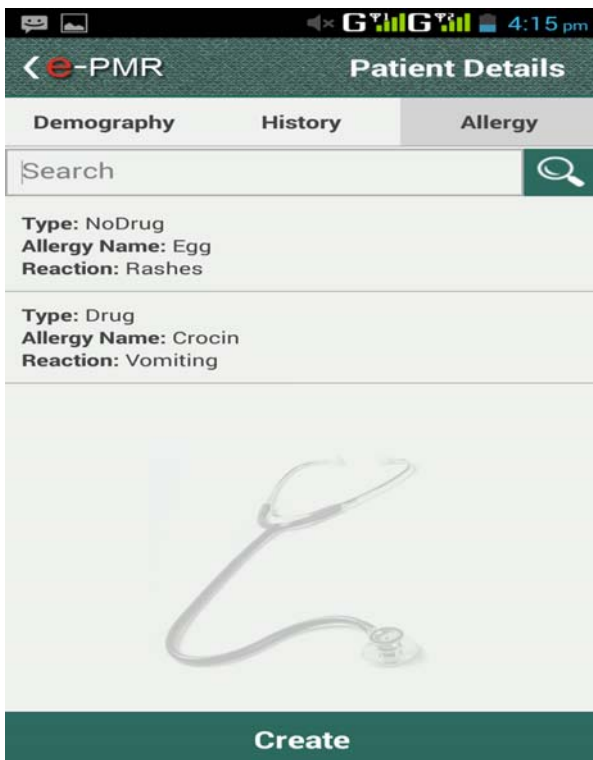 G G 4:15 pm
e-PMR Patient Details
Demography History Allergy
Search
Type: NoDrug
Allergy Name: Egg
Reaction: Rashes
Type: Drug
Allergy Name: Crocin
Reaction: Vomiting
Create